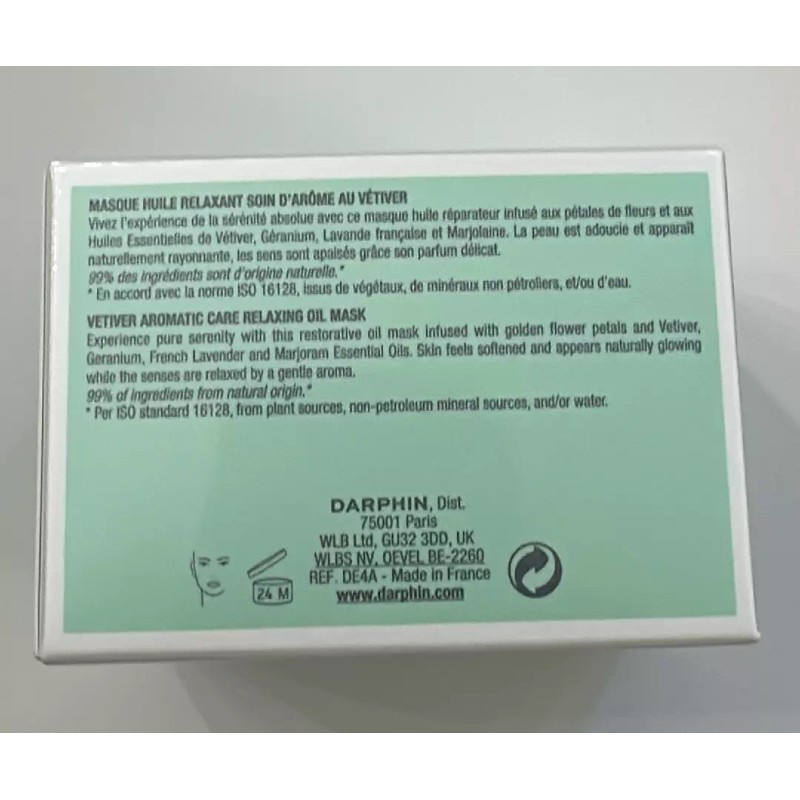 MASQUE HUILE RELAXANT SOIN D'ARÔME AU VÉTIVER
Vivez l'expérience de la sérénité absolue avec ce masque huile réparateur infusé aux pétales de fleurs et aux
Huiles Essentielles de Vétiver, Géranium, Lavande française et Marjolaine. La peau est adoucie et apparaît
naturellement rayonnante, les sens sont apaisés grâce son parfum délicat.
99% des ingrédients sont d'origine naturelle.*
* En accord avec la norme ISO 16128, issus de végétaux, de minéraux non pétroliers, et/ou d'eau.
VETIVER AROMATIC CARE RELAXING OIL MASK
Experience pure serenity with this restorative oil mask infused with golden flower petals and Vetiver,
Geranium, French Lavender and Marjoram Essential Oils. Skin feels softened and appears naturally glowing
while the senses are relaxed by a gentle aroma.
99% of ingredients from natural origin.*
* Per ISO standard 16128, from plant sources, non-petroleum mineral sources, and/or water.
DARPHIN, Dist.
75001 Paris
WLB Ltd, GU32 3DD, UK
WLBS NV, OEVEL BE-2260
REF. DE4A - Made in France
www.darphin.com
24 M